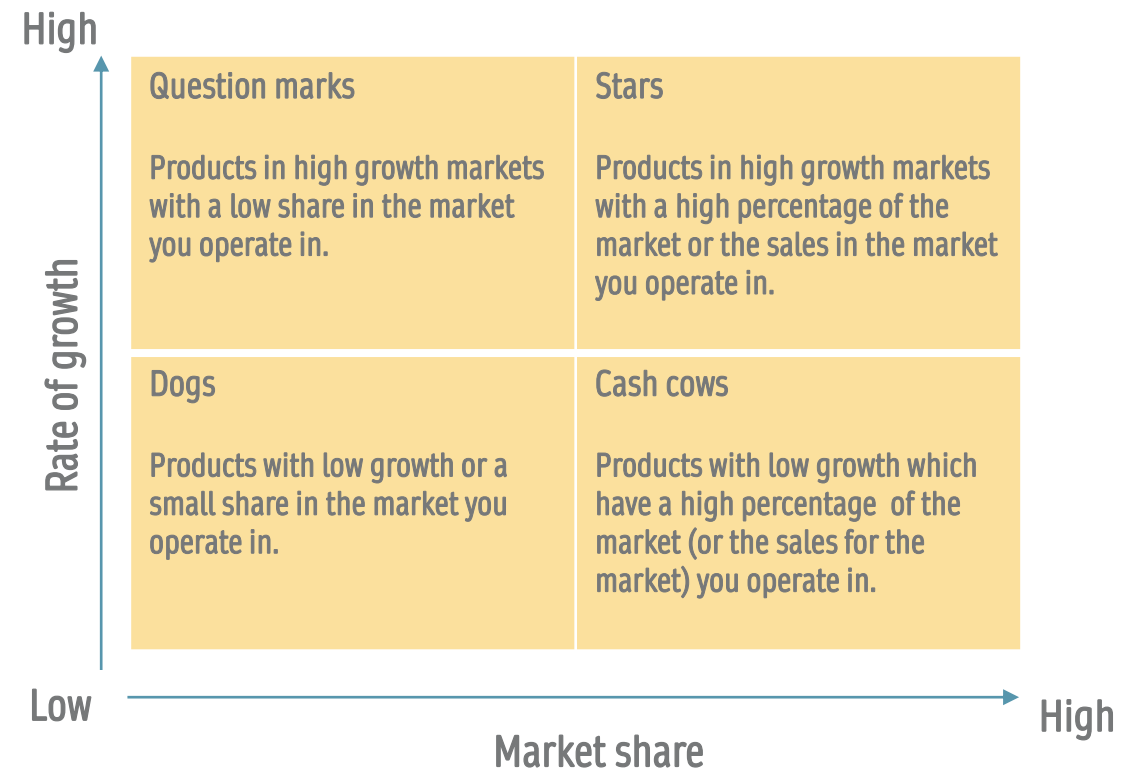 High
Question marks
Products in high growth markets
with a low share in the market
you operate in.
Stars
Products in high growth markets
with a high percentage of the
market or the sales in the market
you operate in.
Rate of growth
Dogs
Products with low growth or a
small share in the market you
operate in.
Cash cows
Products with low growth which
have a high percentage  of the
market (or the sales for the
market) you operate in.
Low
High
Market share